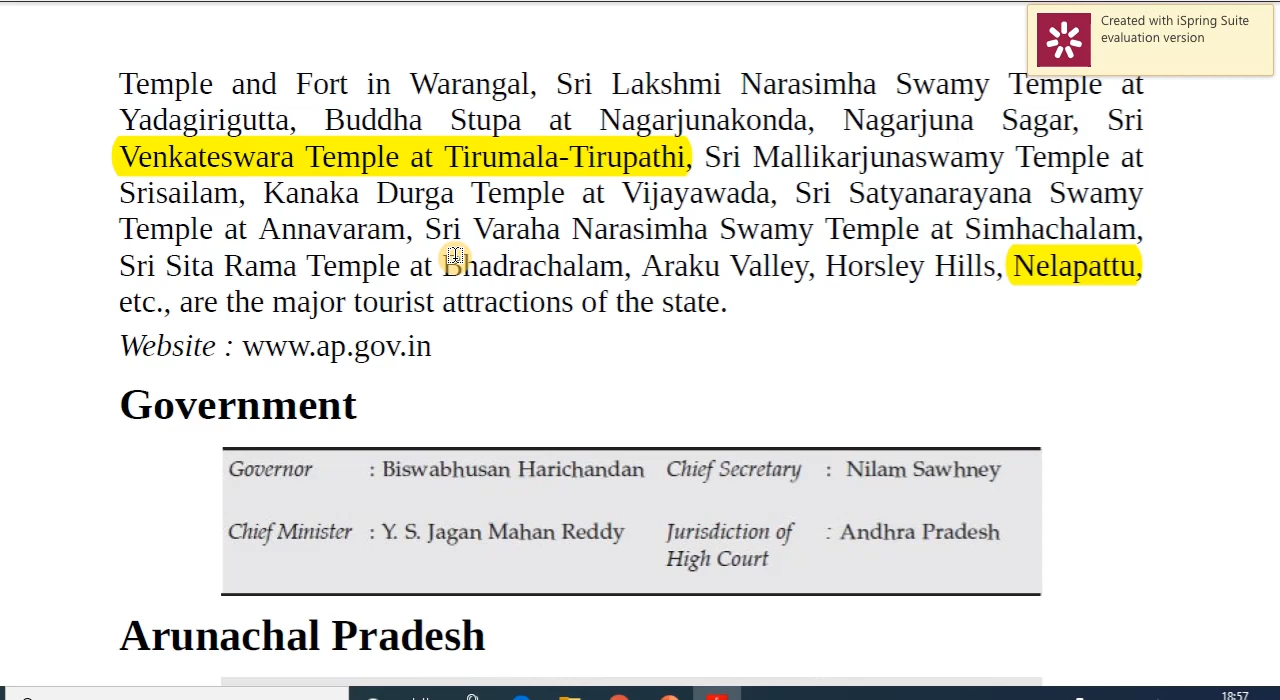 Created with iSpring Suite
evaluation version
Temple and Fort in Warangal, Sri Lakshmi Narasimha Swamy Temple at
Yadagirigutta, Buddha Stupa at Nagarjunakonda, Nagarjuna Sagar, Sri
Venkateswara Temple at Tirumala-Tirupathi, Sri Mallikarjunaswamy Temple at
Srisailam, Kanaka Durga Temple at Vijayawada, Sri Satyanarayana Swamy
Temple at Annavaram, Sri Varaha Narasimha Swamy Temple at Simhachalam,
Sri Sita Rama Temple at Bhadrachalam, Araku Valley, Horsley Hills, Nelapattu,
etc., are the major tourist attractions of the state.
Website : www.ap.gov.in
Government
Governor : Biswabhusan Harichandan Chief Secretary : Nilam Sawhney
Chief Minister : Y. S. Jagan Mahan Reddy Jurisdiction of : Andhra Pradesh
High Court
Arunachal Pradesh
18:57